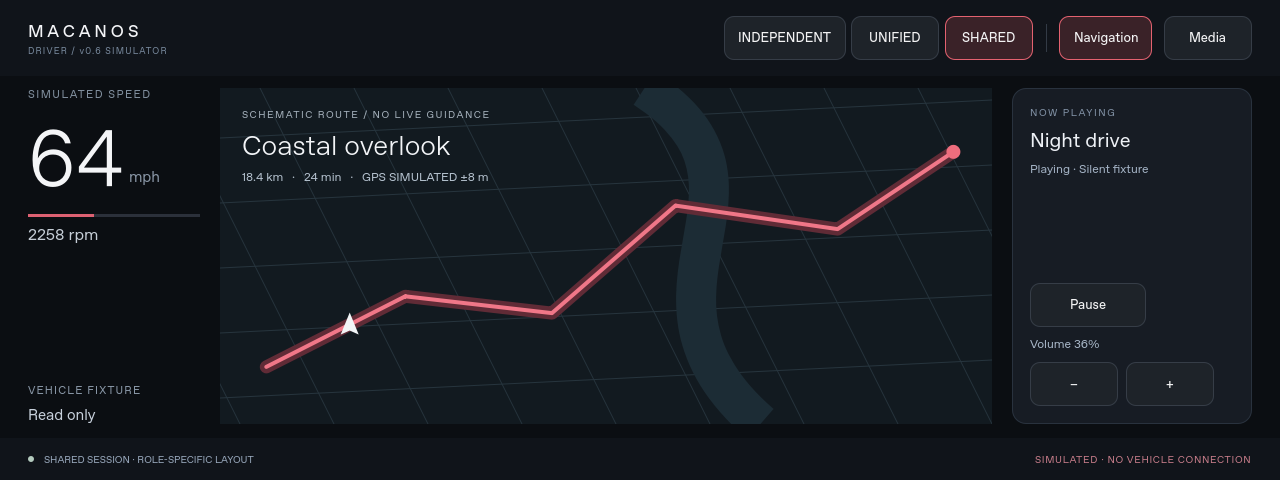 MACANOS
DRIVER / v0.6 SIMULATOR
INDEPENDENT
UNIFIED
SHARED
Navigation
Media
SIMULATED SPEED
64 mph
2258 rpm
VEHICLE FIXTURE
Read only
SCHEMATIC ROUTE / NO LIVE GUIDANCE
Coastal overlook
18.4 km · 24 min · GPS SIMULATED ±8 m
NOW PLAYING
Night drive
Playing · Silent fixture
Pause
Volume 36%
−
+
SHARED SESSION · ROLE-SPECIFIC LAYOUT
SIMULATED · NO VEHICLE CONNECTION